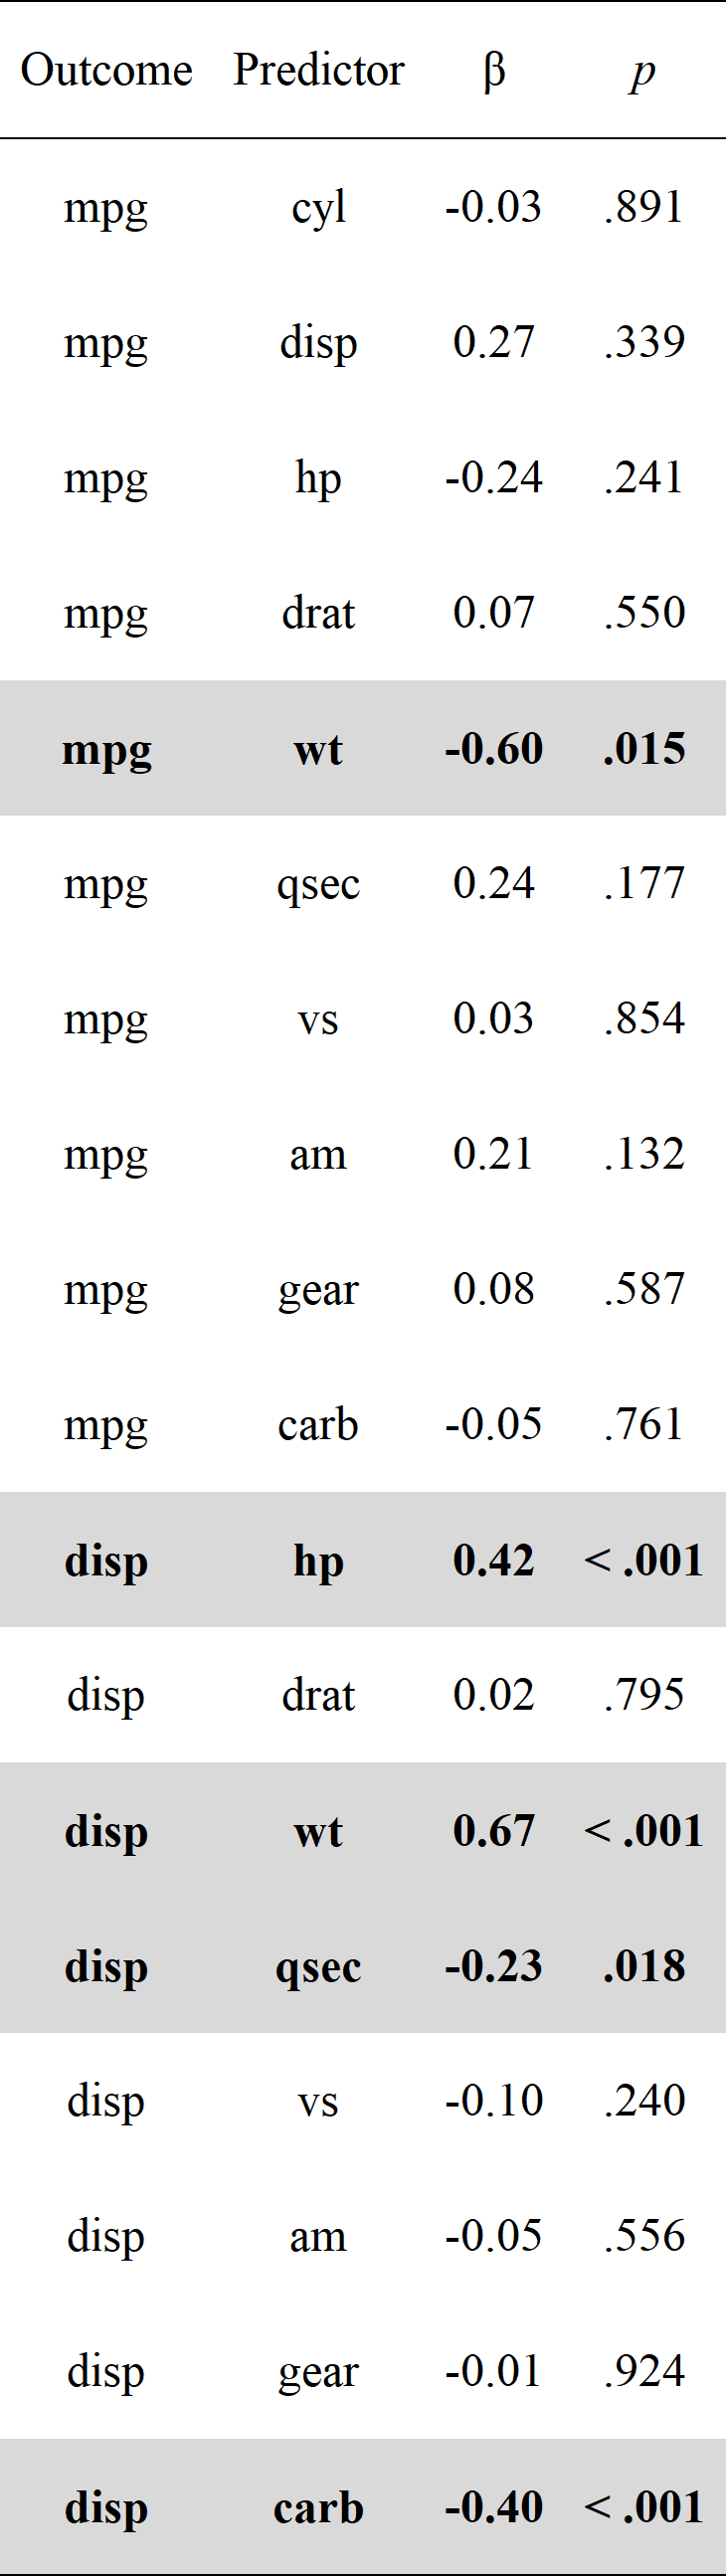 Outcome Predictor β p
mpg cyl -0.03 .891
mpg disp 0.27 .339
mpg hp -0.24 .241
mpg drat 0.07 .550
mpg wt -0.60 .015
mpg qsec 0.24 .177
mpg vs 0.03 .854
mpg am 0.21 .132
mpg gear 0.08 .587
mpg carb -0.05 .761
disp hp 0.42 < .001
disp drat 0.02 .795
disp wt 0.67 < .001
disp qsec -0.23 .018
disp vs -0.10 .240
disp am -0.05 .556
disp gear -0.01 .924
disp carb -0.40 < .001